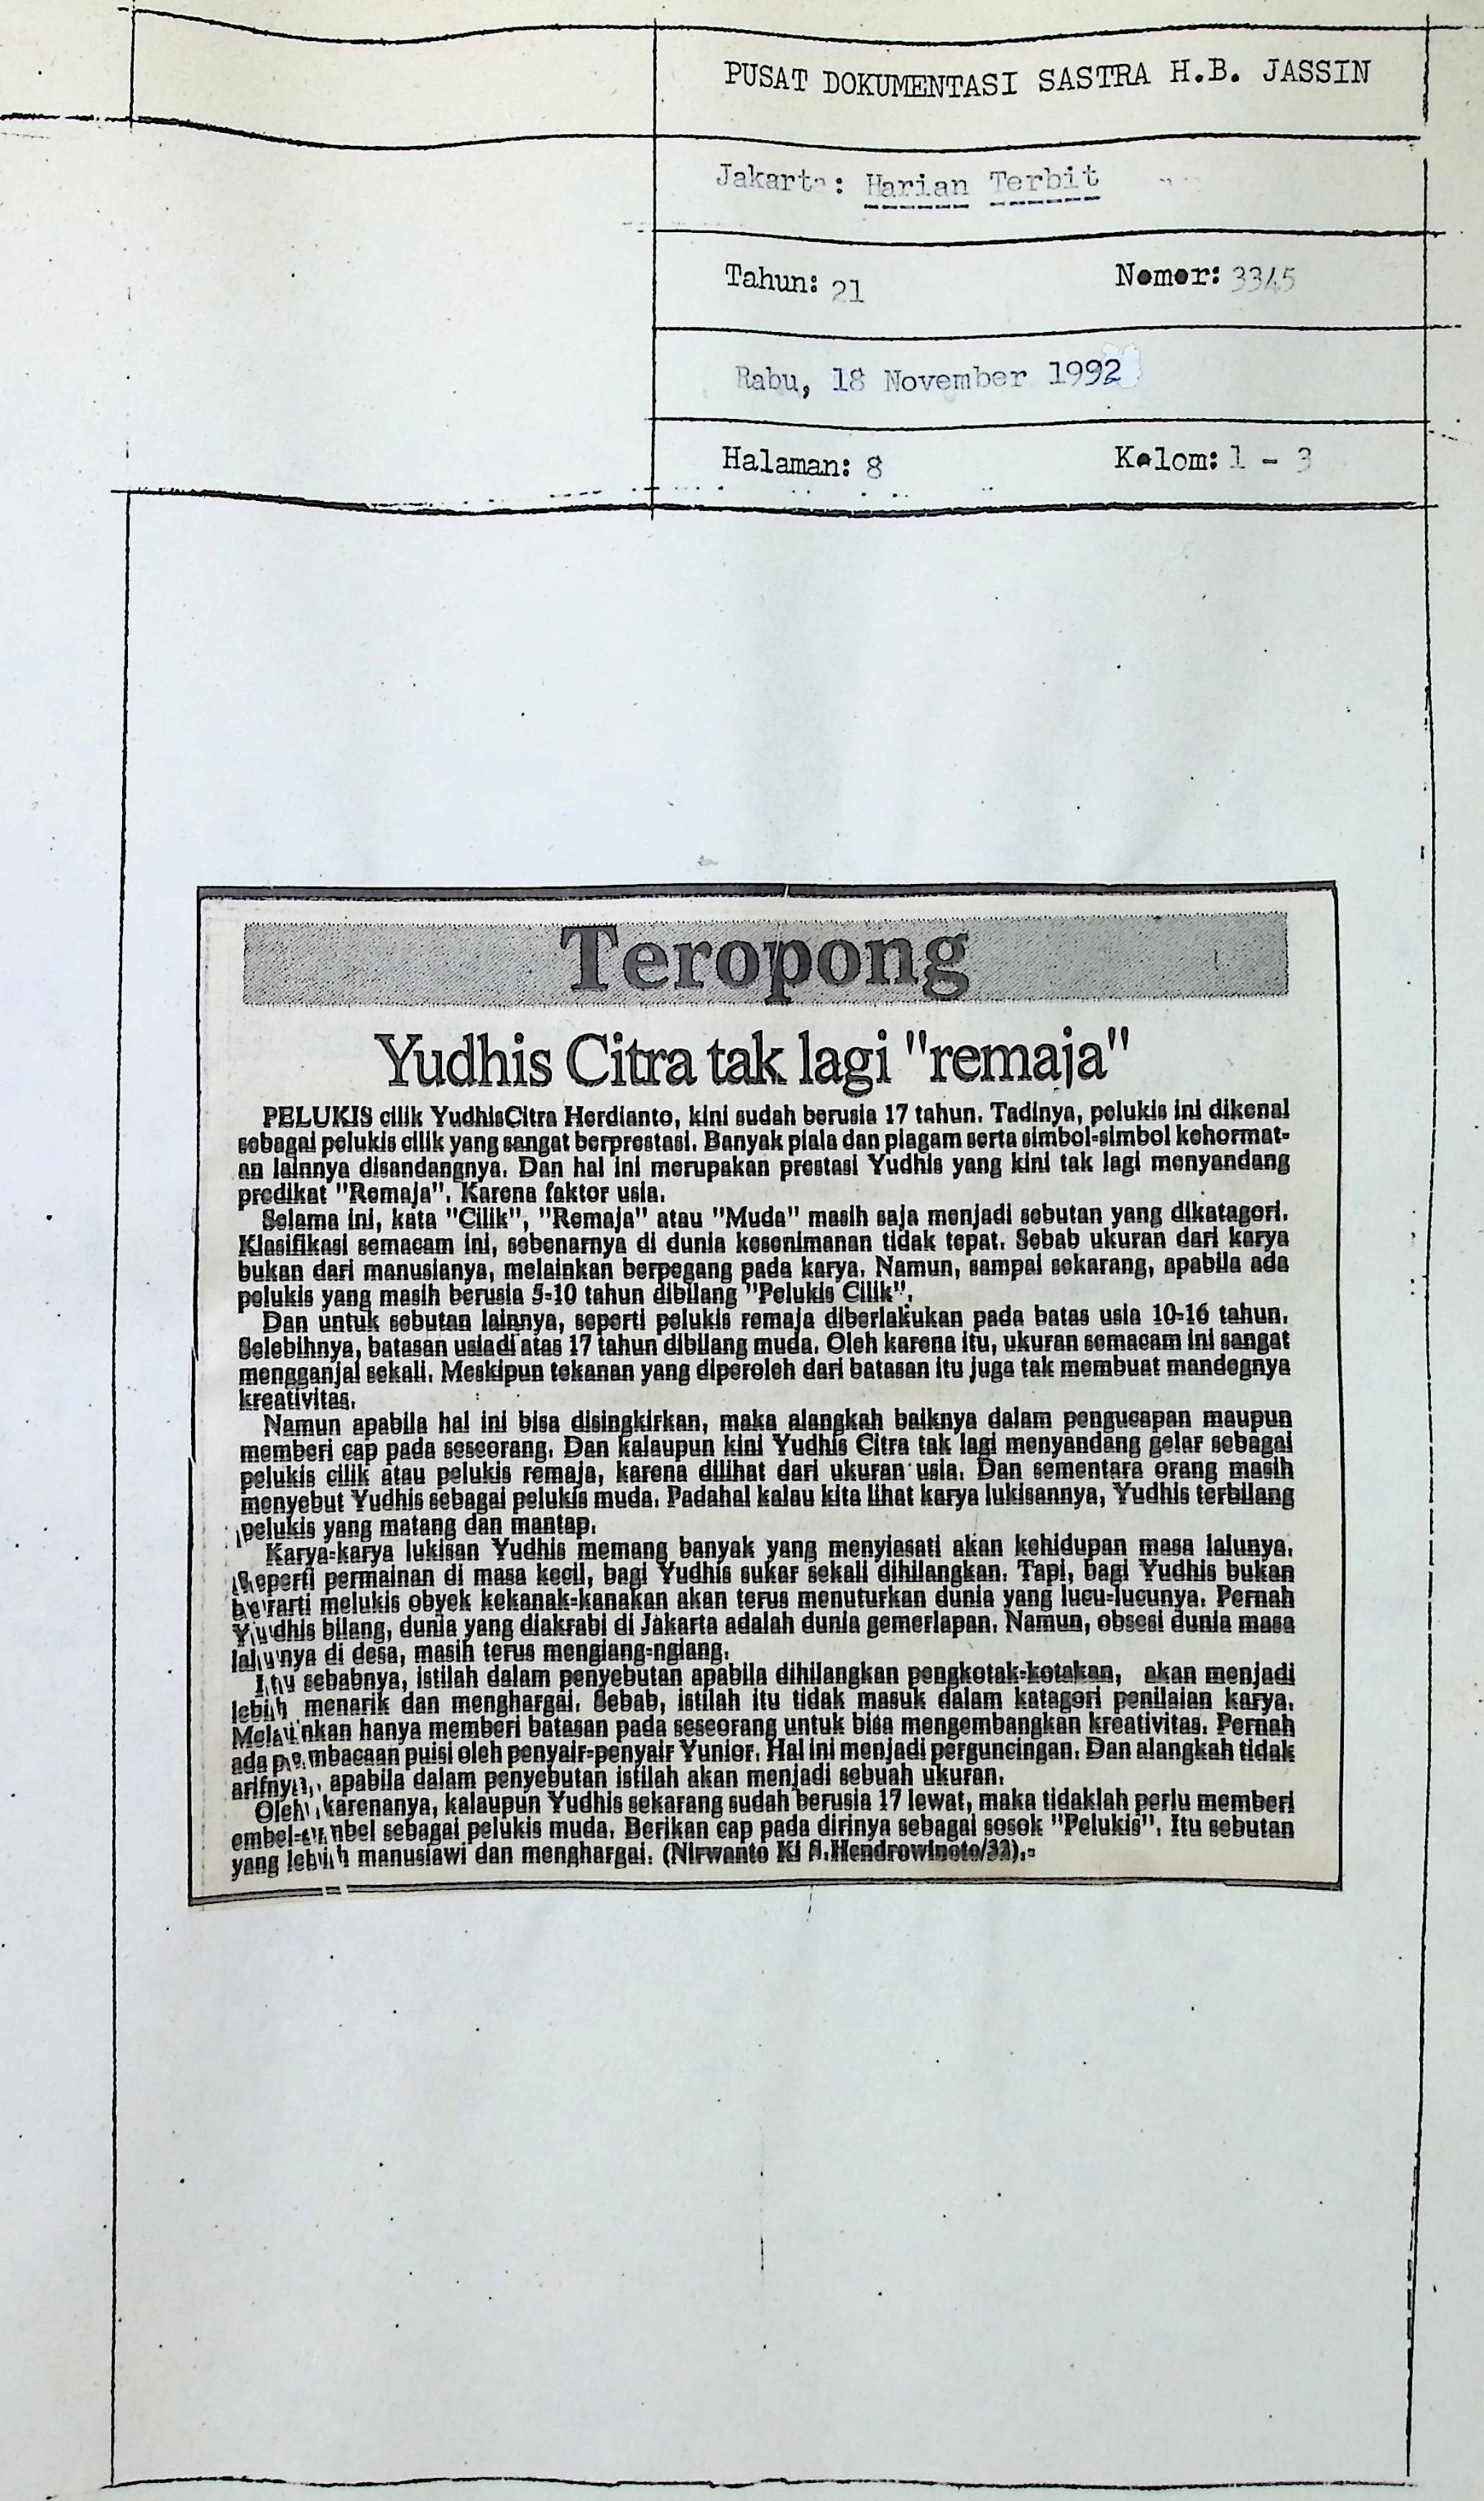 PUSAT DOKUMENTASI SASTRA H.B. JASSIN
Jakarta: Harian Terbit
Tahun: 21 Nomor: 3345
Rabu, 18 November 1992
Halaman: 8 Kolom: 1 - 3
Teropong
Yudhis Citra tak lagi "remaja"
PELUKIS cilik YudhisCitra Herdianto, kini sudah berusia 17 tahun. Tadinya, pelukis ini dikenal
sebagai pelukis cilik yang sangat berprestasi. Banyak piala dan piagam serta simbol-simbol kehormat-
an lainnya disandangnya. Dan hal ini merupakan prestasi Yudhis yang kini tak lagi menyandang
predikat "Remaja". Karena faktor usia.
Selama ini, kata "Cilik", "Remaja" atau "Muda" masih saja menjadi sebutan yang dikatagori.
Klasifikasi semacam ini, sebenarnya di dunia kesenimanan tidak tepat. Sebab ukuran dari karya
bukan dari manusianya, melainkan berpegang pada karya. Namun, sampai sekarang, apabila ada
pelukis yang masih berusia 5-10 tahun dibilang "Pelukis Cilik".
Dan untuk sebutan lainnya, seperti pelukis remaja diberlakukan pada batas usia 10-16 tahun.
Selebihnya, batasan usiadi atas 17 tahun dibilang muda. Oleh karena itu, ukuran semacam ini sangat
mengganjal sekali. Meskipun tekanan yang diperoleh dari batasan itu juga tak membuat mandegnya
kreativitas.
Namun apabila hal ini bisa disingkirkan, maka alangkah baiknya dalam pengucapan maupun
memberi cap pada seseorang. Dan kalaupun kini Yudhis Citra tak lagi menyandang gelar sebagai
pelukis cilik atau pelukis remaja, karena dilihat dari ukuran usia. Dan sementara orang masih
menyebut Yudhis sebagai pelukis muda. Padahal kalau kita lihat karya lukisannya, Yudhis terbilang
pelukis yang matang dan mantap.
Karya-karya lukisan Yudhis memang banyak yang menyiasati akan kehidupan masa lalunya.
Seperti permainan di masa kecil, bagi Yudhis sukar sekali dihilangkan. Tapi, bagi Yudhis bukan
berarti melukis obyek kekanak-kanakan akan terus menuturkan dunia yang lucu-lucunya. Pernah
Yudhis bilang, dunia yang diakrabi di Jakarta adalah dunia gemerlapan. Namun, obsesi dunia masa
lalunya di desa, masih terus mengiang-ngiang.
Itu sebabnya, istilah dalam penyebutan apabila dihilangkan pengkotak-kotakan, akan menjadi
lebih menarik dan menghargai. Sebab, istilah itu tidak masuk dalam katagori penilaian karya.
Melainkan hanya memberi batasan pada seseorang untuk bisa mengembangkan kreativitas. Pernah
ada pembacaan puisi oleh penyair-penyair Yunior. Hal ini menjadi perguncingan. Dan alangkah tidak
arifnya, apabila dalam penyebutan istilah akan menjadi sebuah ukuran.
Oleh karenanya, kalaupun Yudhis sekarang sudah berusia 17 lewat, maka tidaklah perlu memberi
embel-embel sebagai pelukis muda. Berikan cap pada dirinya sebagai sosok "Pelukis". Itu sebutan
yang lebih manusiawi dan menghargai. (Nirwanto Ki S.Hendrowinoto/32).-